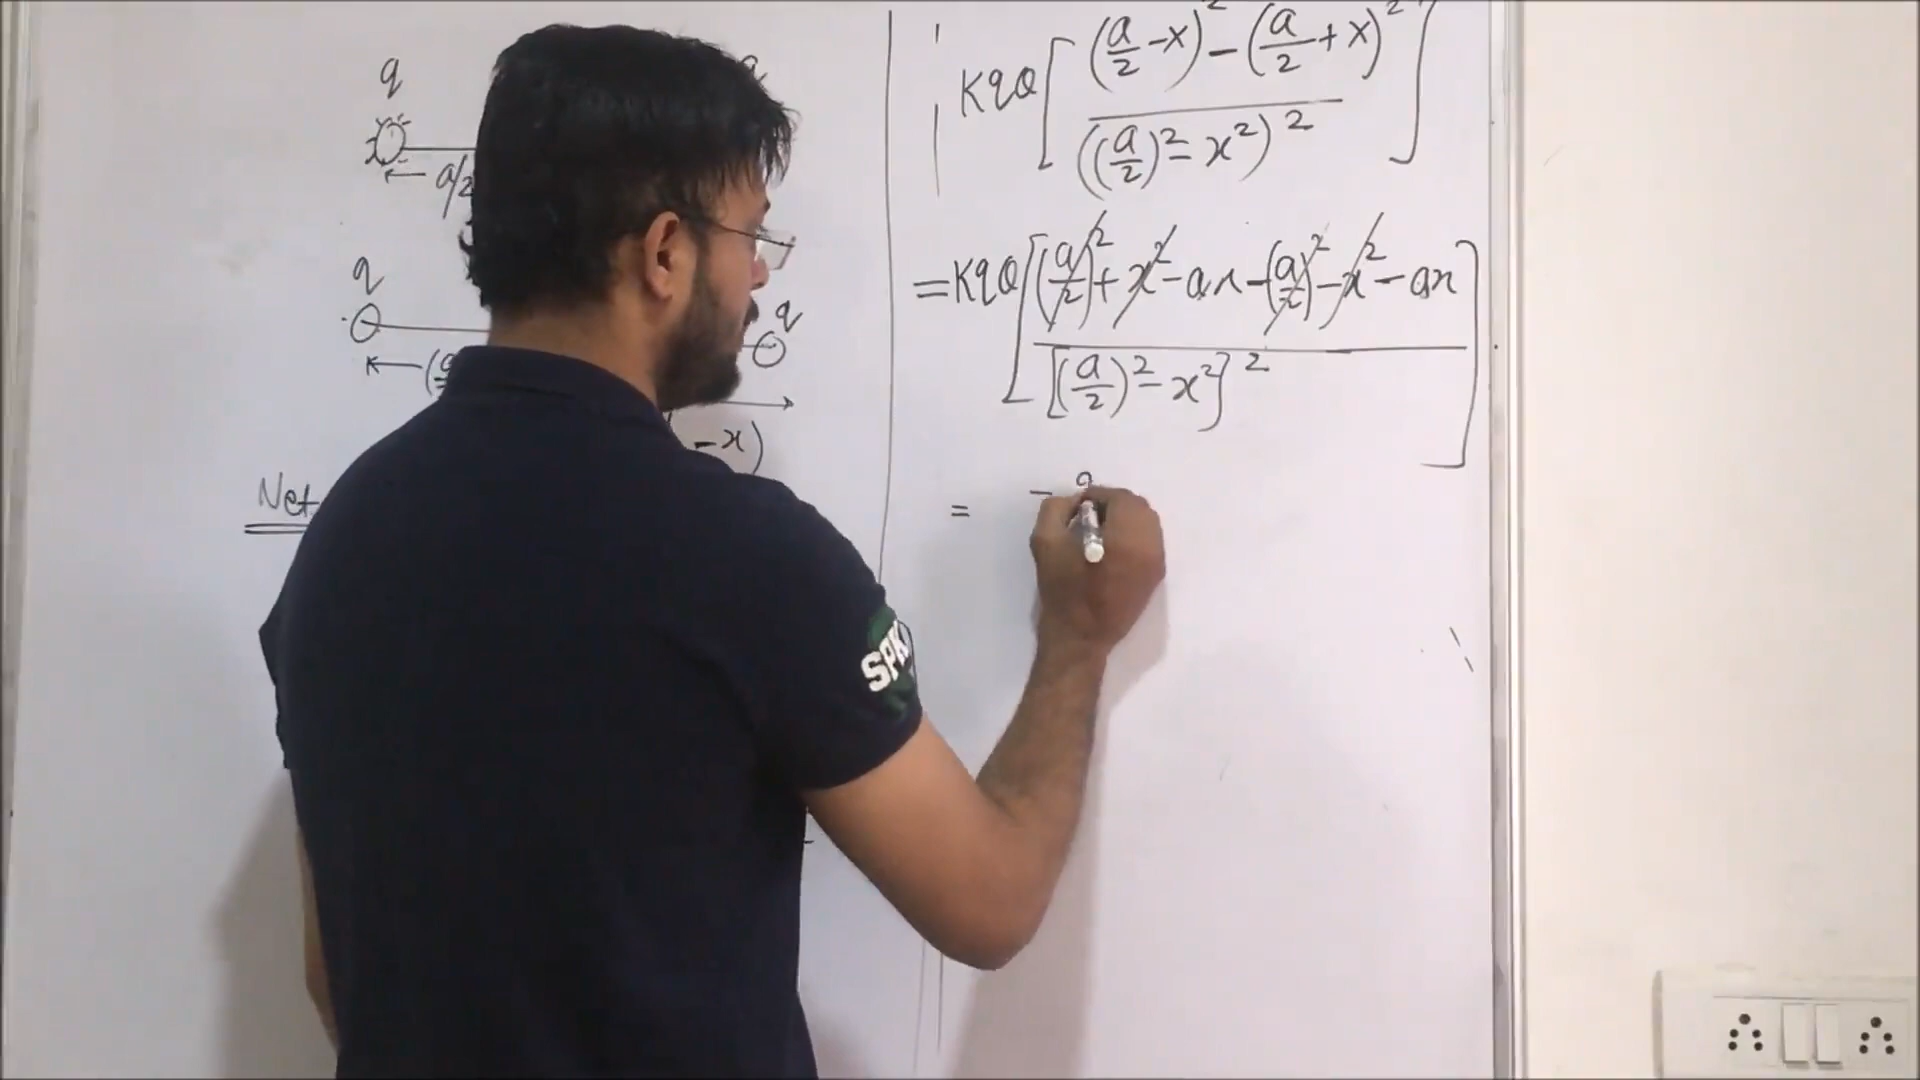 q
a/2
q
q
- x)
Net
KqQ[((a/2 - x)² - (a/2 + x)²)/((a/2)² - x²)²]
= KqQ[((a/2)² + x² - ax - (a/2)² - x² - ax)/[(a/2)² - x²]²]
= -
SPK